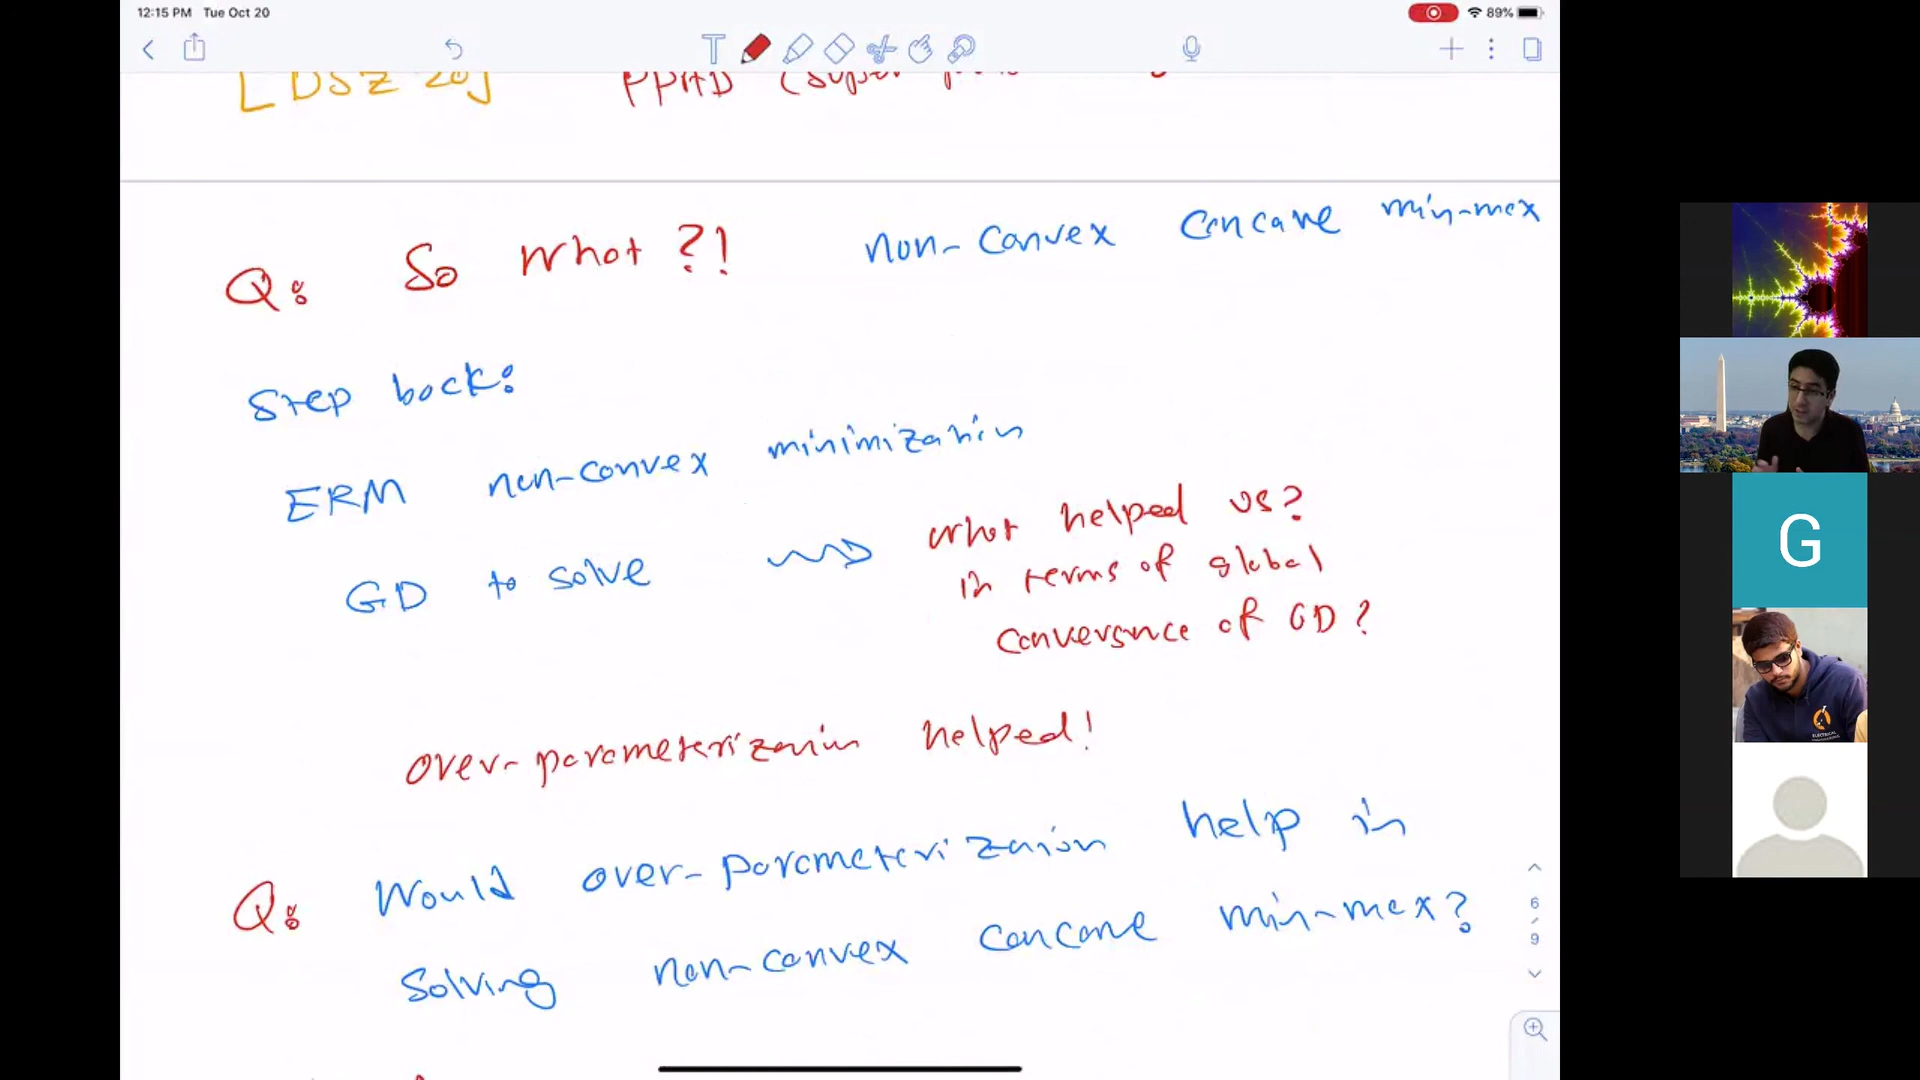 12:15 PM Tue Oct 20
89%
[DSZ 20]
PPAD (super
Q: So what ?! non-convex concave min-max
Step back:
ERM non-convex minimization
GD to solve what helped us?
in terms of global
convergence of GD?
over-parameterization helped!
Q: Would over-parameterization help in
solving non-convex concave min-max?
6
9
G
ELECTRICAL